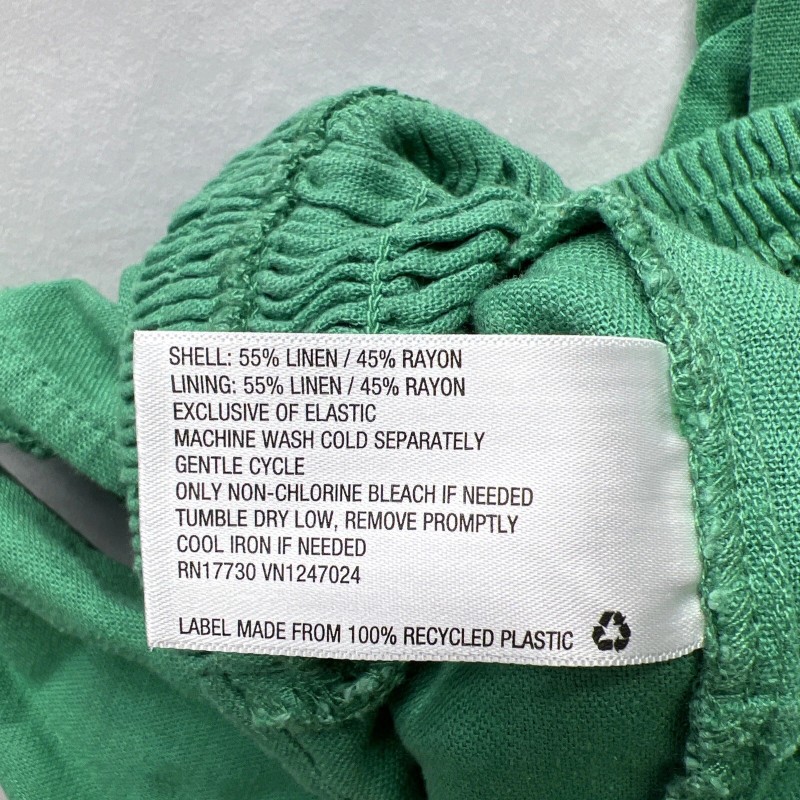 SHELL: 55% LINEN / 45% RAYON
LINING: 55% LINEN / 45% RAYON
EXCLUSIVE OF ELASTIC
MACHINE WASH COLD SEPARATELY
GENTLE CYCLE
ONLY NON-CHLORINE BLEACH IF NEEDED
TUMBLE DRY LOW, REMOVE PROMPTLY
COOL IRON IF NEEDED
RN17730 VN1247024
LABEL MADE FROM 100% RECYCLED PLASTIC